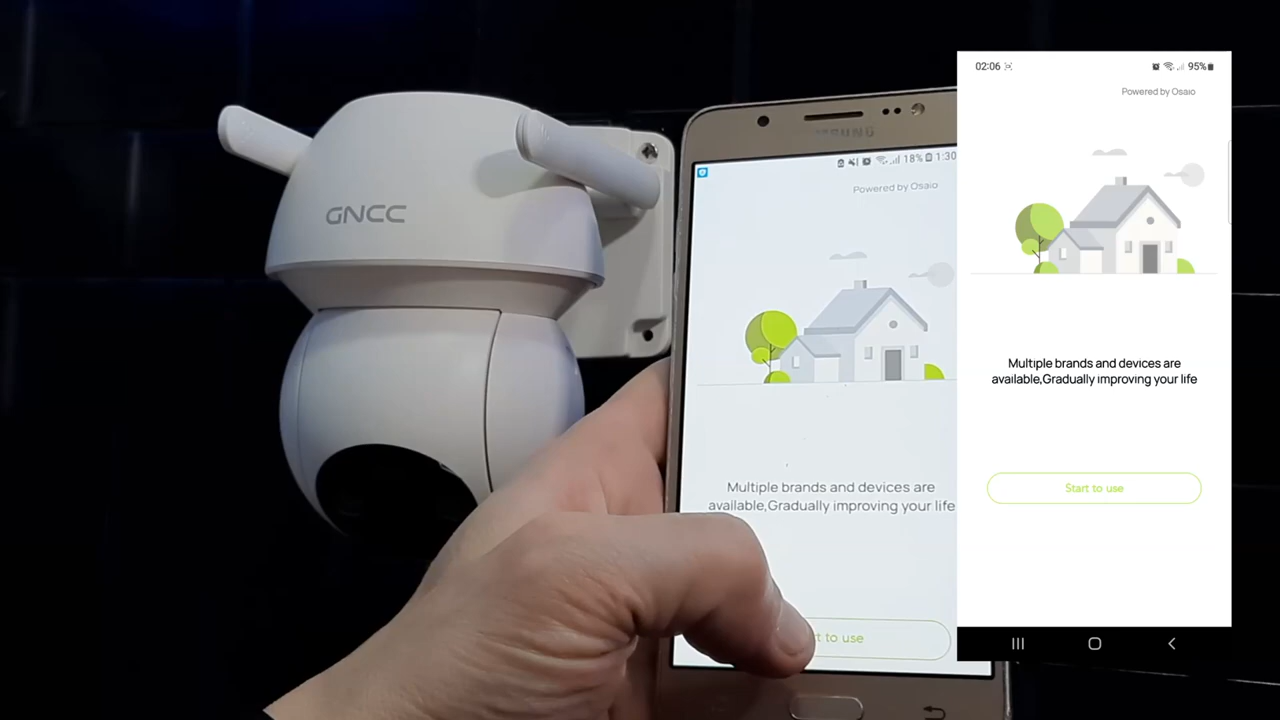 GNCC
SAMSUNG
18% 1:30
Powered by Osaio
Multiple brands and devices are
available,Gradually improving your life
rt to use
02:06
95%
Powered by Osaio
Multiple brands and devices are
available,Gradually improving your life
Start to use